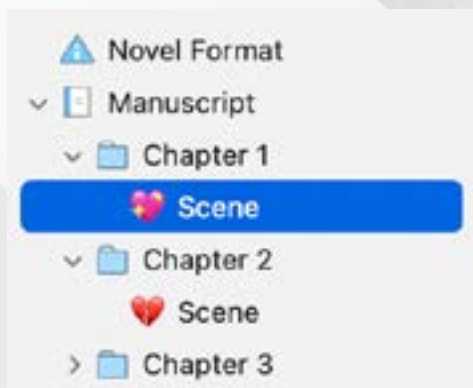 Novel Format
Manuscript
Chapter 1
Scene
Chapter 2
Scene
Chapter 3